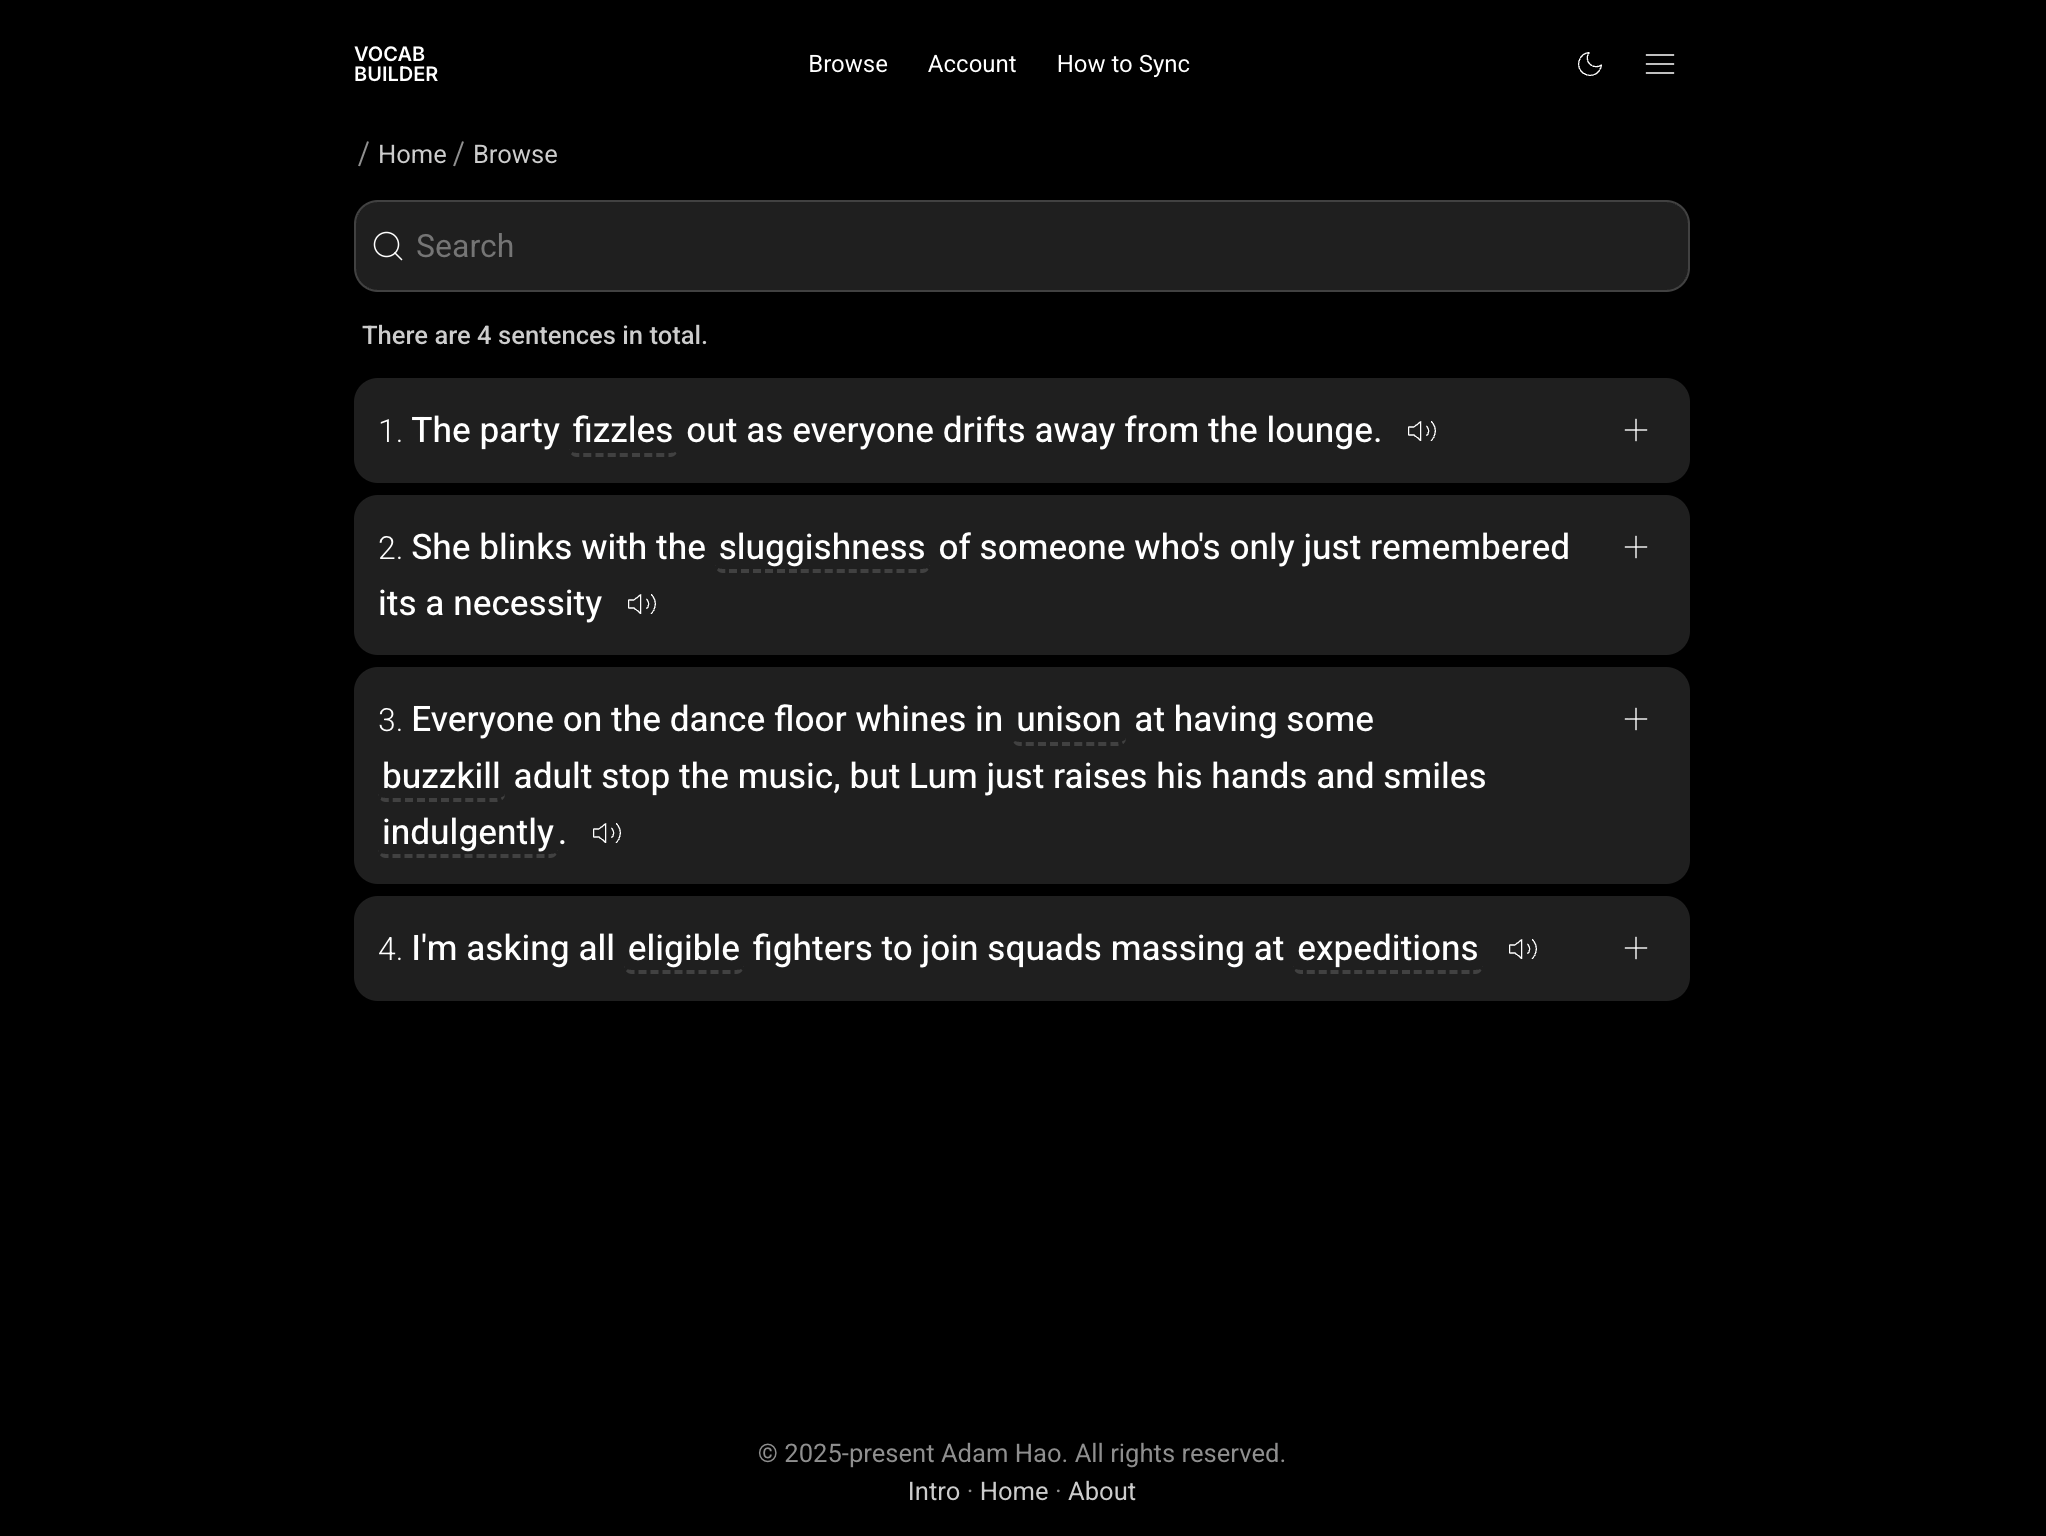 VOCAB
BUILDER
Browse Account How to Sync
/ Home / Browse
Search
There are 4 sentences in total.
1. The party fizzles out as everyone drifts away from the lounge.
2. She blinks with the sluggishness of someone who's only just remembered
its a necessity
3. Everyone on the dance floor whines in unison at having some
buzzkill adult stop the music, but Lum just raises his hands and smiles
indulgently.
4. I'm asking all eligible fighters to join squads massing at expeditions
© 2025-present Adam Hao. All rights reserved.
Intro · Home · About